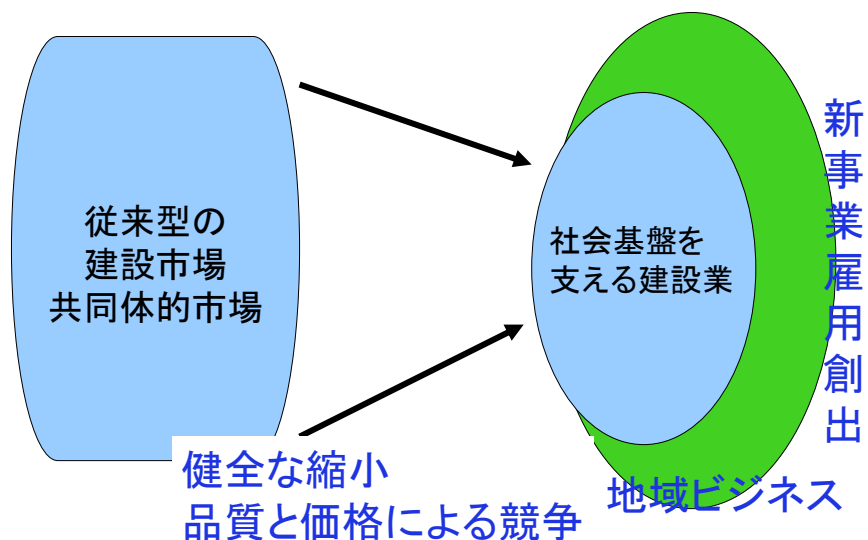 従来型の
建設市場
共同体的市場
社会基盤を
支える建設業
新事業雇用創出
健全な縮小
品質と価格による競争
地域ビジネス